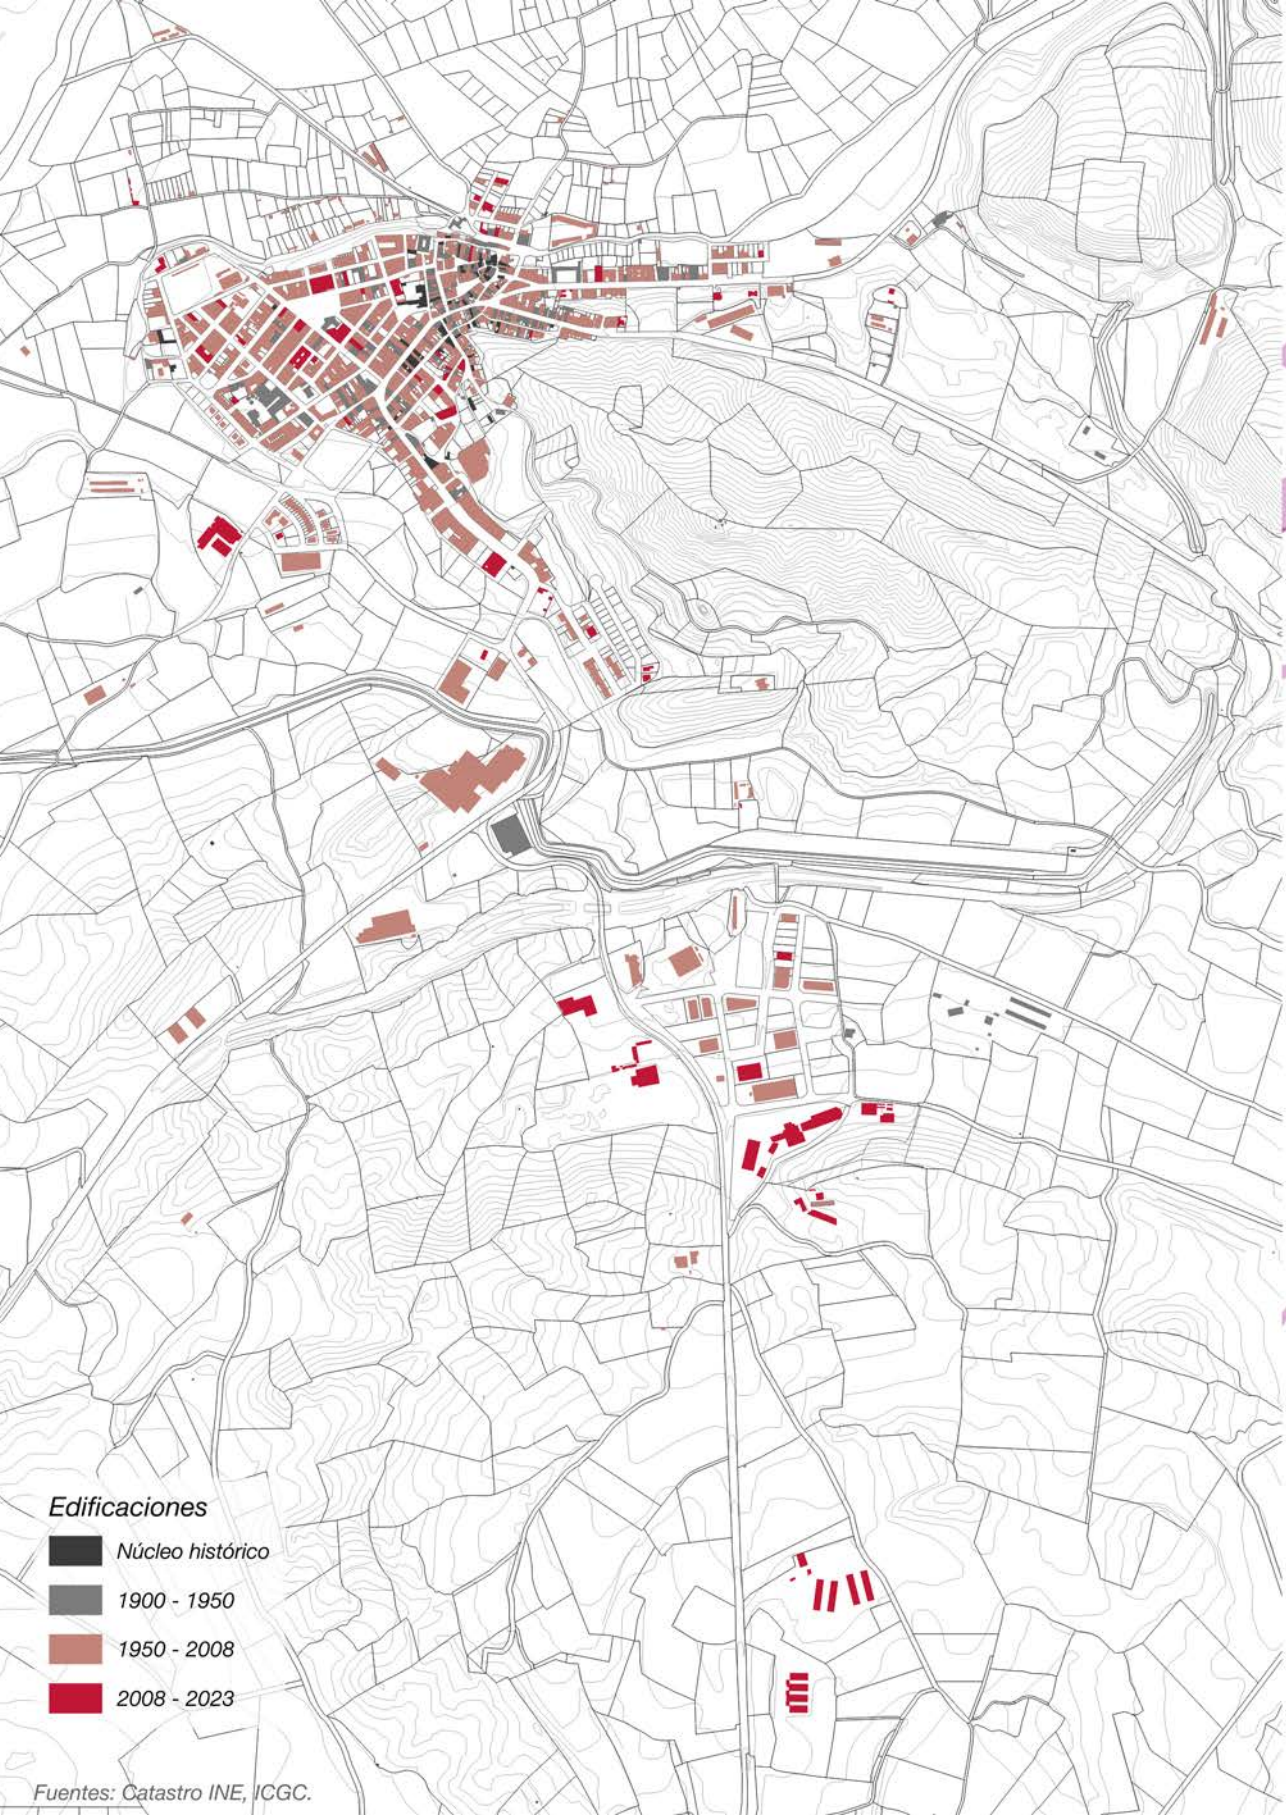 Edificaciones
Núcleo histórico
1900 - 1950
1950 - 2008
2008 - 2023
Fuentes: Catastro INE, ICGC.